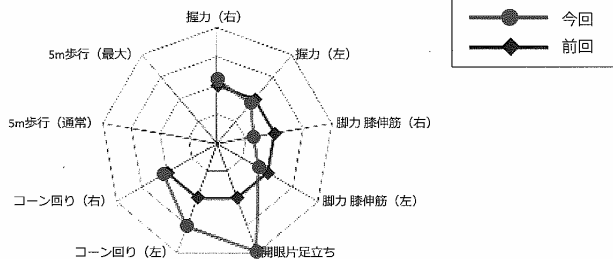 握力（右）
今回
前回
5m歩行（最大）
握力（左）
5m歩行（通常）
脚力 膝伸筋（右）
コーン回り（右）
脚力 膝伸筋（左）
コーン回り（左）
開眼片足立ち